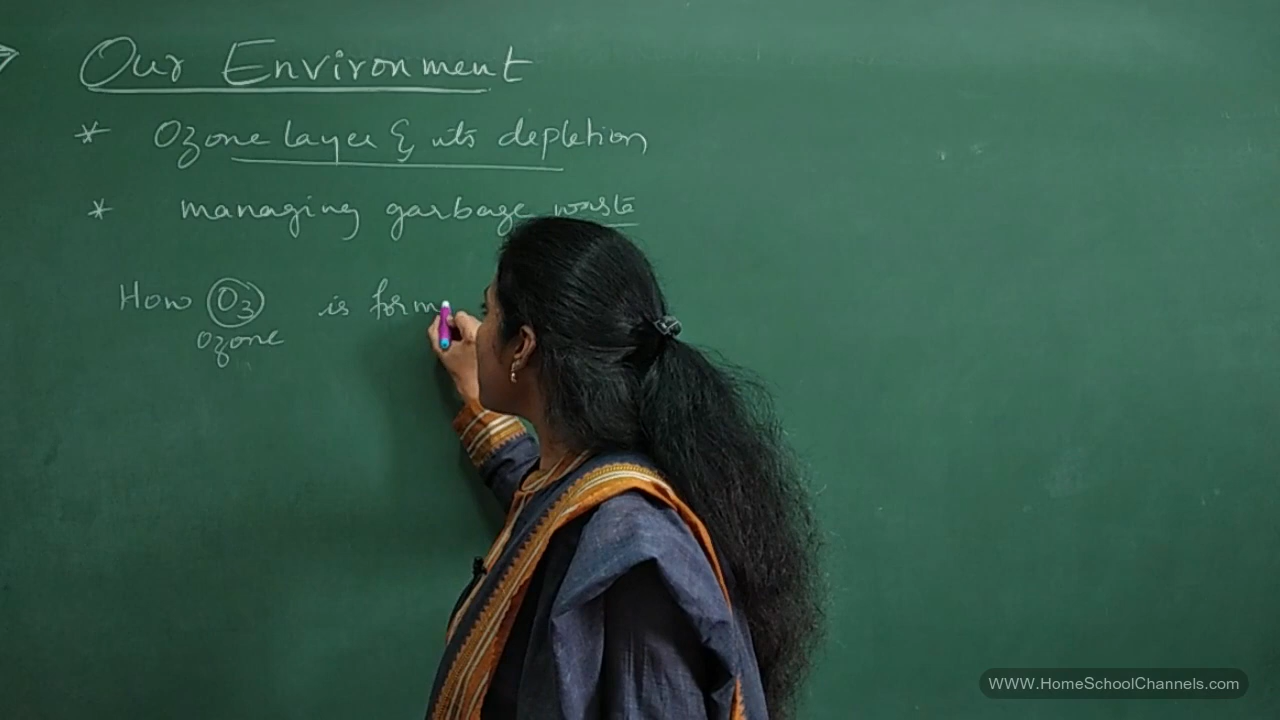 Our Environment
* Ozone layer & its depletion
* managing garbage waste
How O3 is form
ozone
WWW.HomeSchoolChannels.com